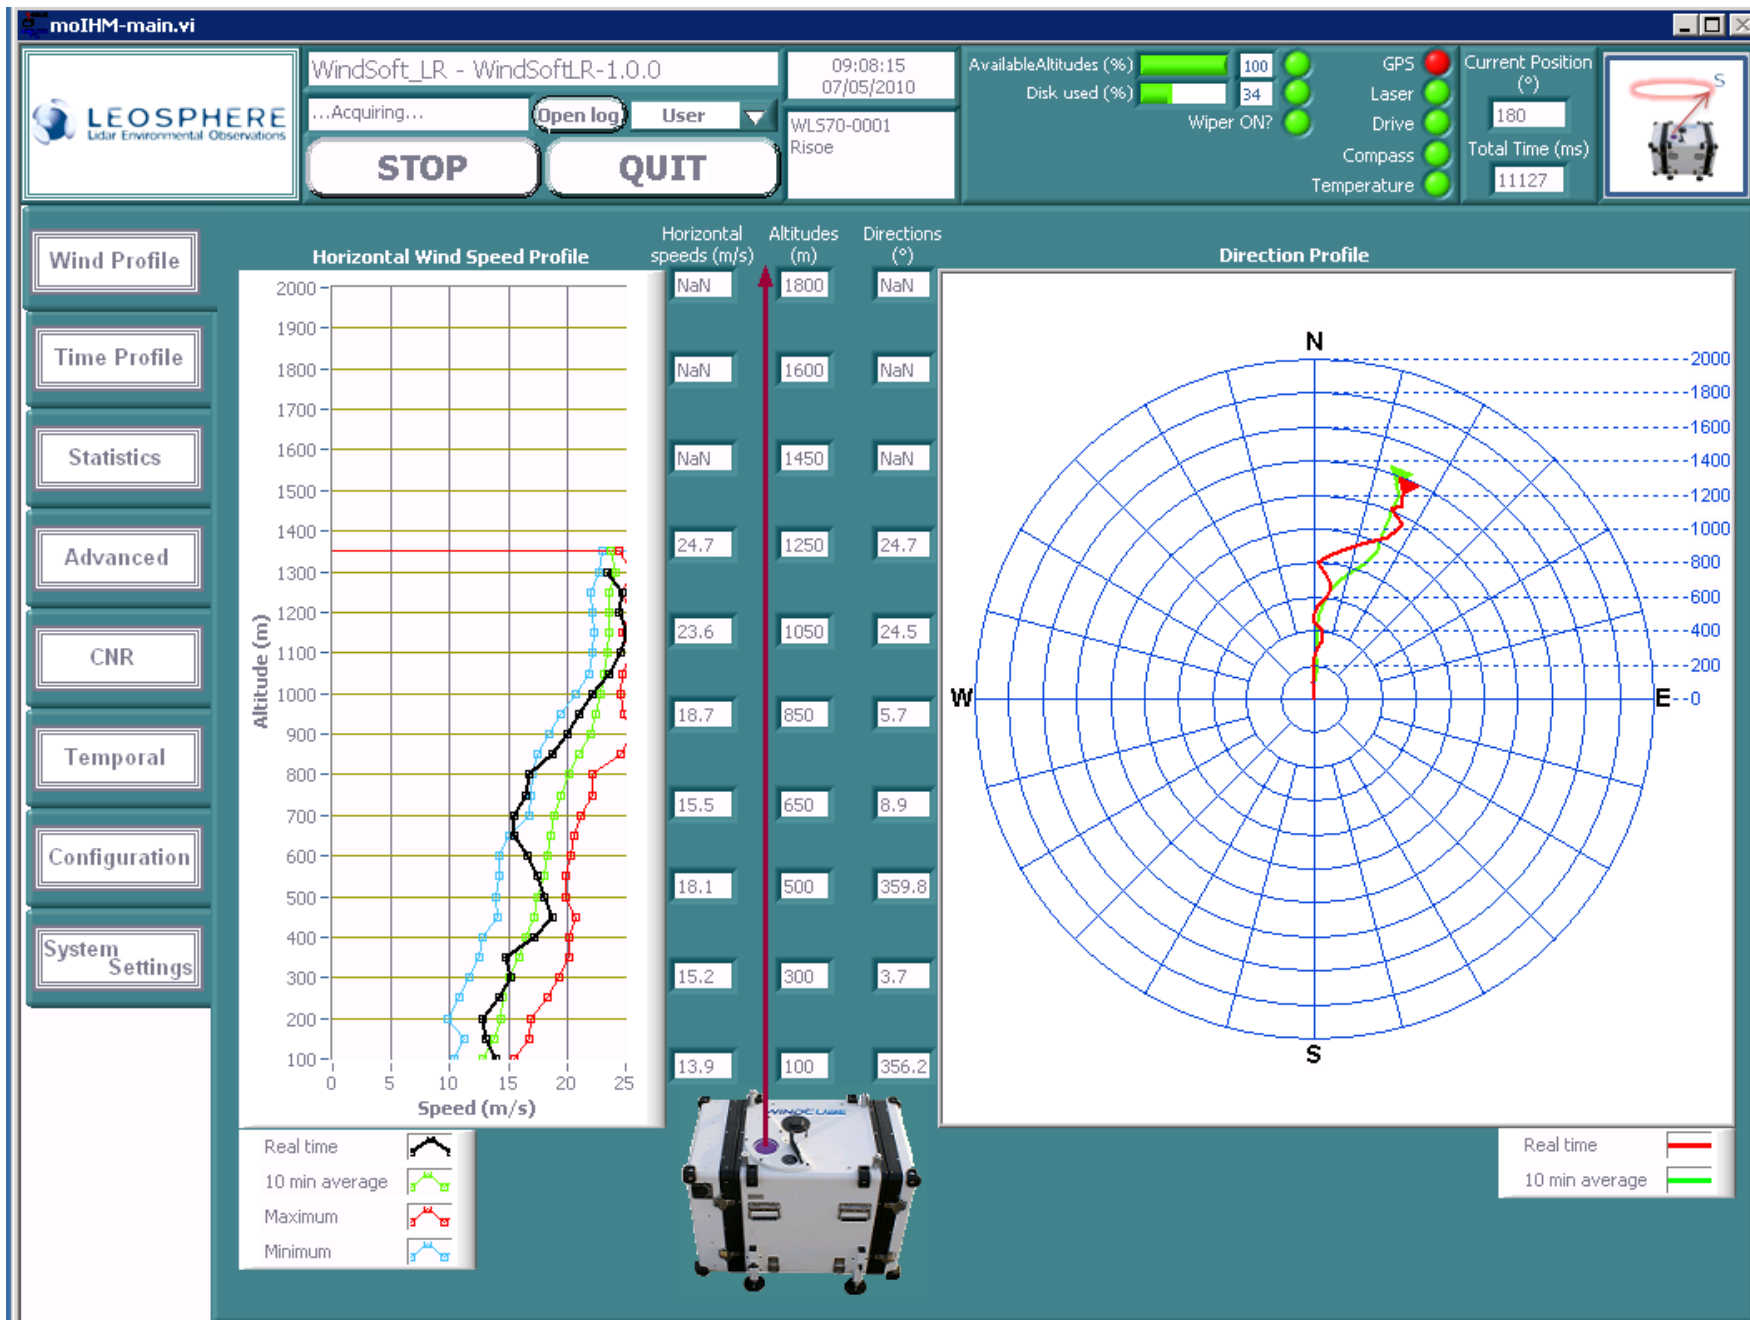 moIHM-main.vi
LEOSPHERE
Lidar Environmental Observations
WindSoft_LR - WindSoftLR-1.0.0
...Acquiring...
Open log
User
STOP
QUIT
09:08:15
07/05/2010
WLS70-0001
Risoe
AvailableAltitudes (%)
100
Disk used (%)
34
Wiper ON?
GPS
Laser
Drive
Compass
Temperature
Current Position
(°)
180
Total Time (ms)
11127
S
Wind Profile
Time Profile
Statistics
Advanced
CNR
Temporal
Configuration
System
Settings
Horizontal Wind Speed Profile
2000
1900
1800
1700
1600
1500
1400
1300
1200
1100
1000
900
800
700
600
500
400
300
200
100
Altitude (m)
0 5 10 15 20 25
Speed (m/s)
Real time
10 min average
Maximum
Minimum
Horizontal
speeds (m/s)
Altitudes
(m)
Directions
(°)
NaN 1800 NaN
NaN 1600 NaN
NaN 1450 NaN
24.7 1250 24.7
23.6 1050 24.5
18.7 850 5.7
15.5 650 8.9
18.1 500 359.8
15.2 300 3.7
13.9 100 356.2
WINDCUBE
Direction Profile
N
2000
1800
1600
1400
1200
1000
800
600
400
200
W
E
0
S
Real time
10 min average